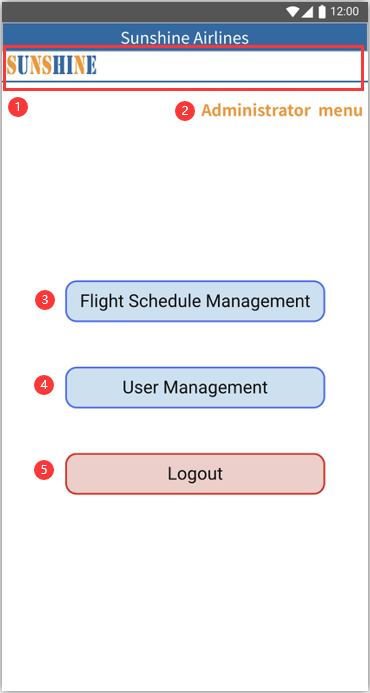 12:00
Sunshine Airlines
SUNSHINE
1
2 Administrator menu
3 Flight Schedule Management
4 User Management
5 Logout